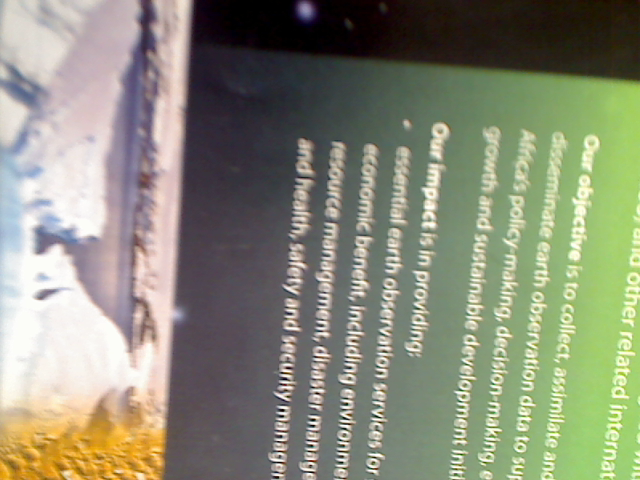 and other related internat
Our objective is to collect, assimilate and
disseminate earth observation data to sup
Africa's policy-making, decision-making, e
growth and sustainable development initi
Our impact is in providing:
• essential earth observation services for
economic benefit, including environme
resource management, disaster manage
and health, safety and security manager